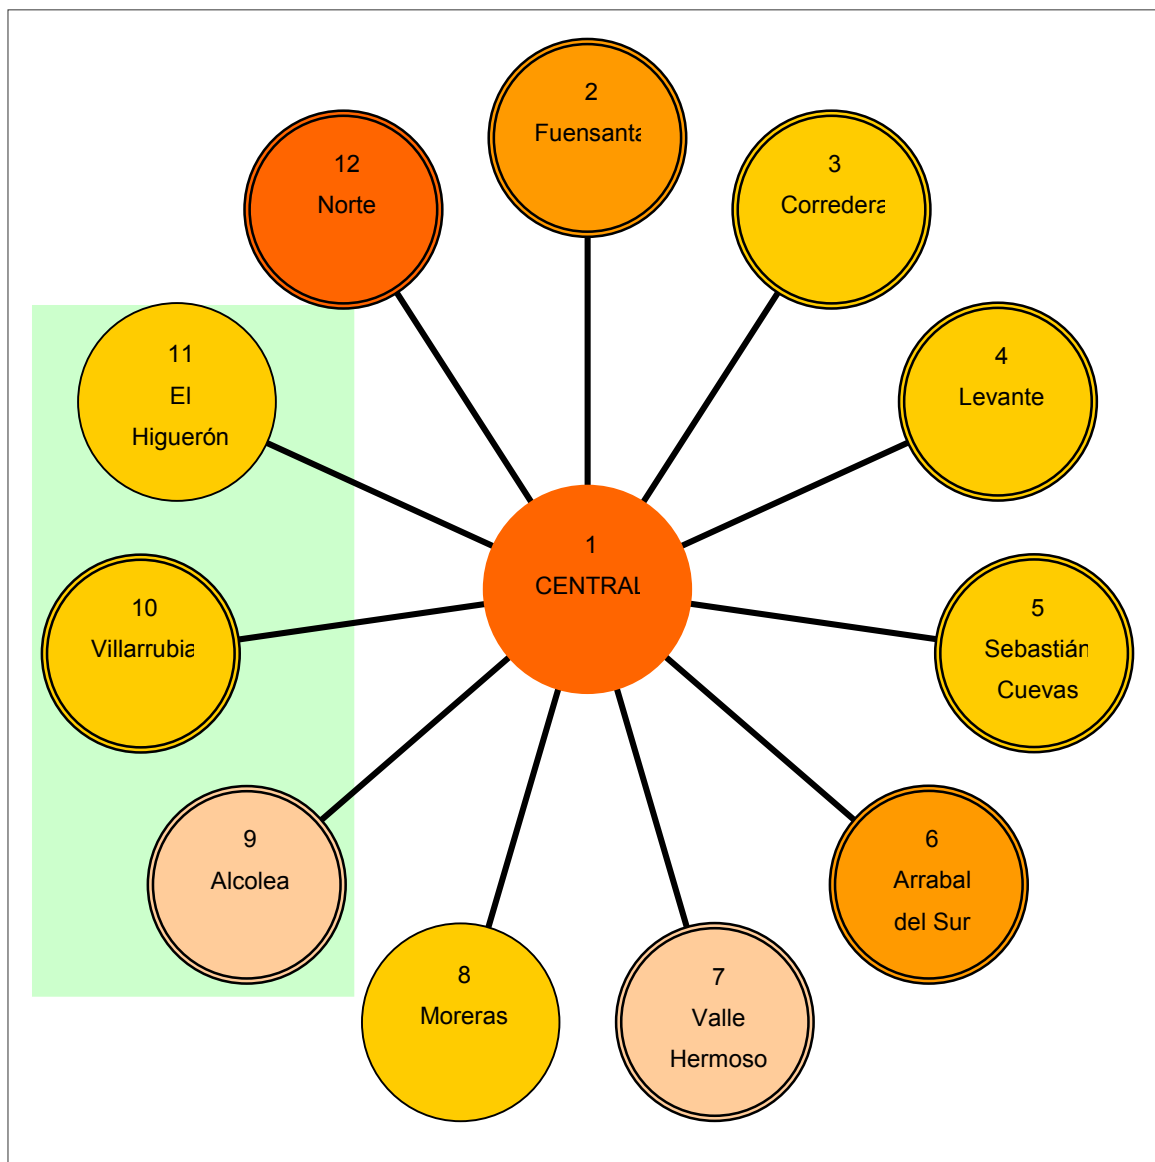 2
Fuensanta
12
Norte
3
Corredera
11
El
Higuerón
4
Levante
1
CENTRAL
10
Villarrubia
5
Sebastián
Cuevas
9
Alcolea
6
Arrabal
del Sur
8
Moreras
7
Valle
Hermoso